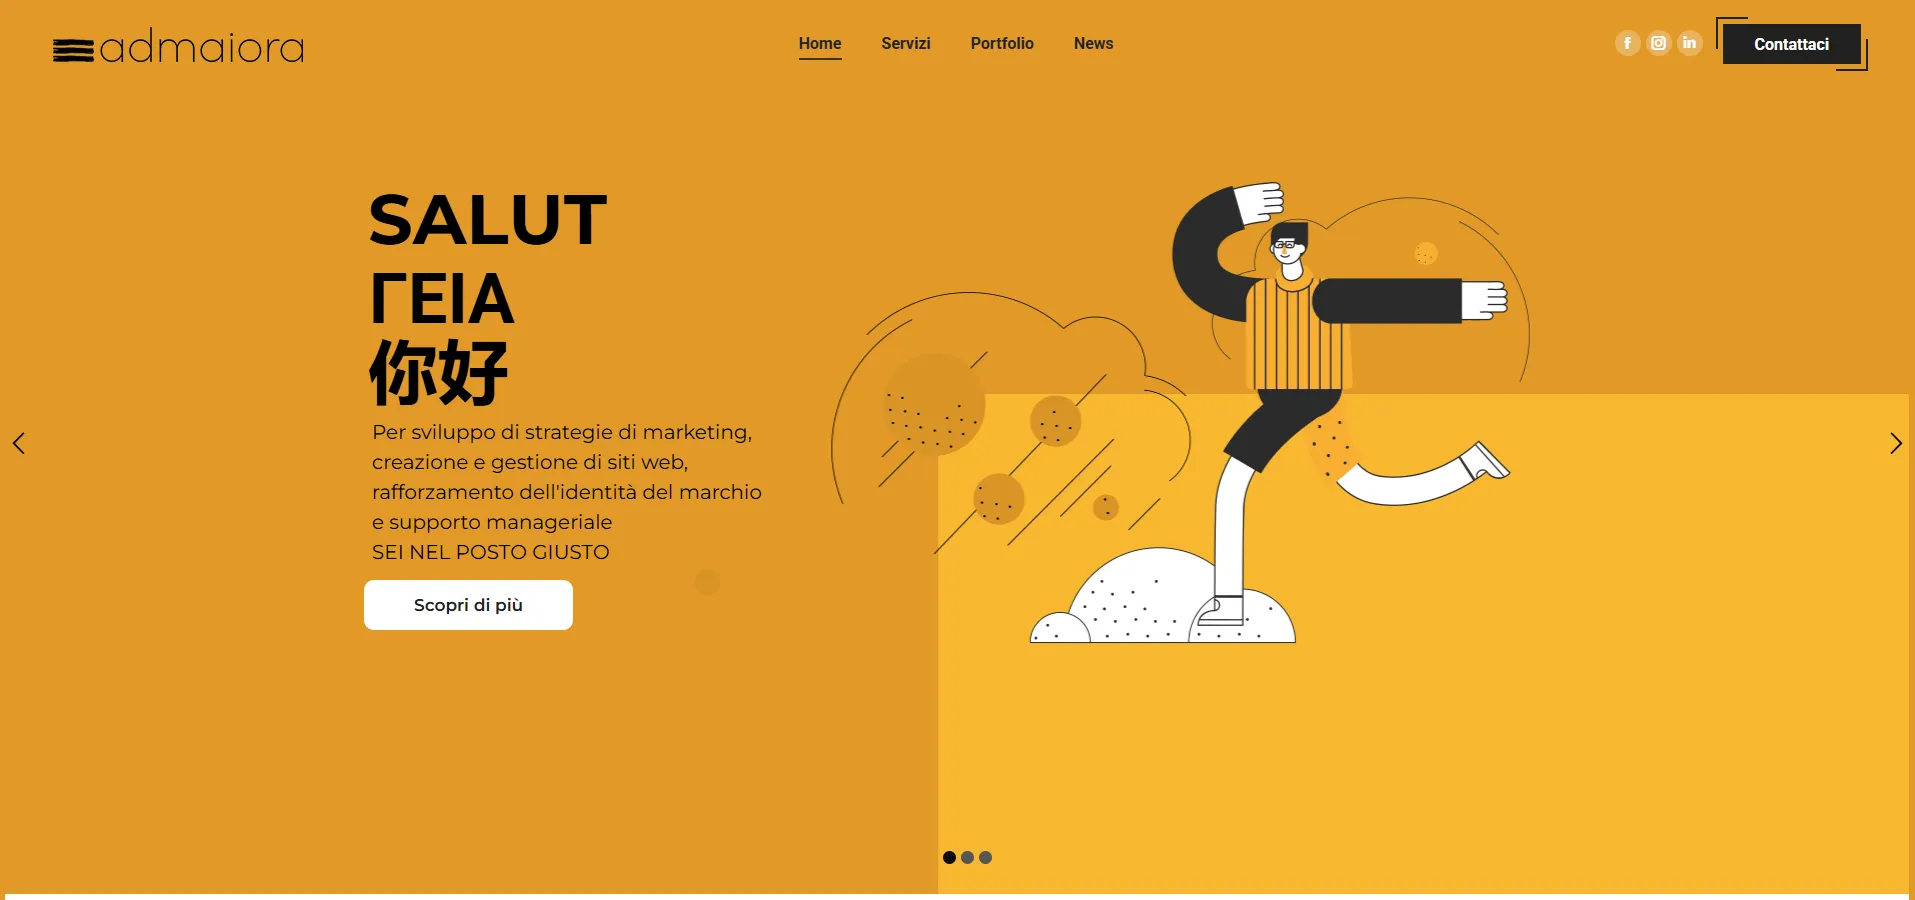 admaiora
Home Servizi Portfolio News
f in
Contattaci
SALUT
ΓΕΙΑ
你好
Per sviluppo di strategie di marketing,
creazione e gestione di siti web,
rafforzamento dell'identità del marchio
e supporto manageriale
SEI NEL POSTO GIUSTO
Scopri di più